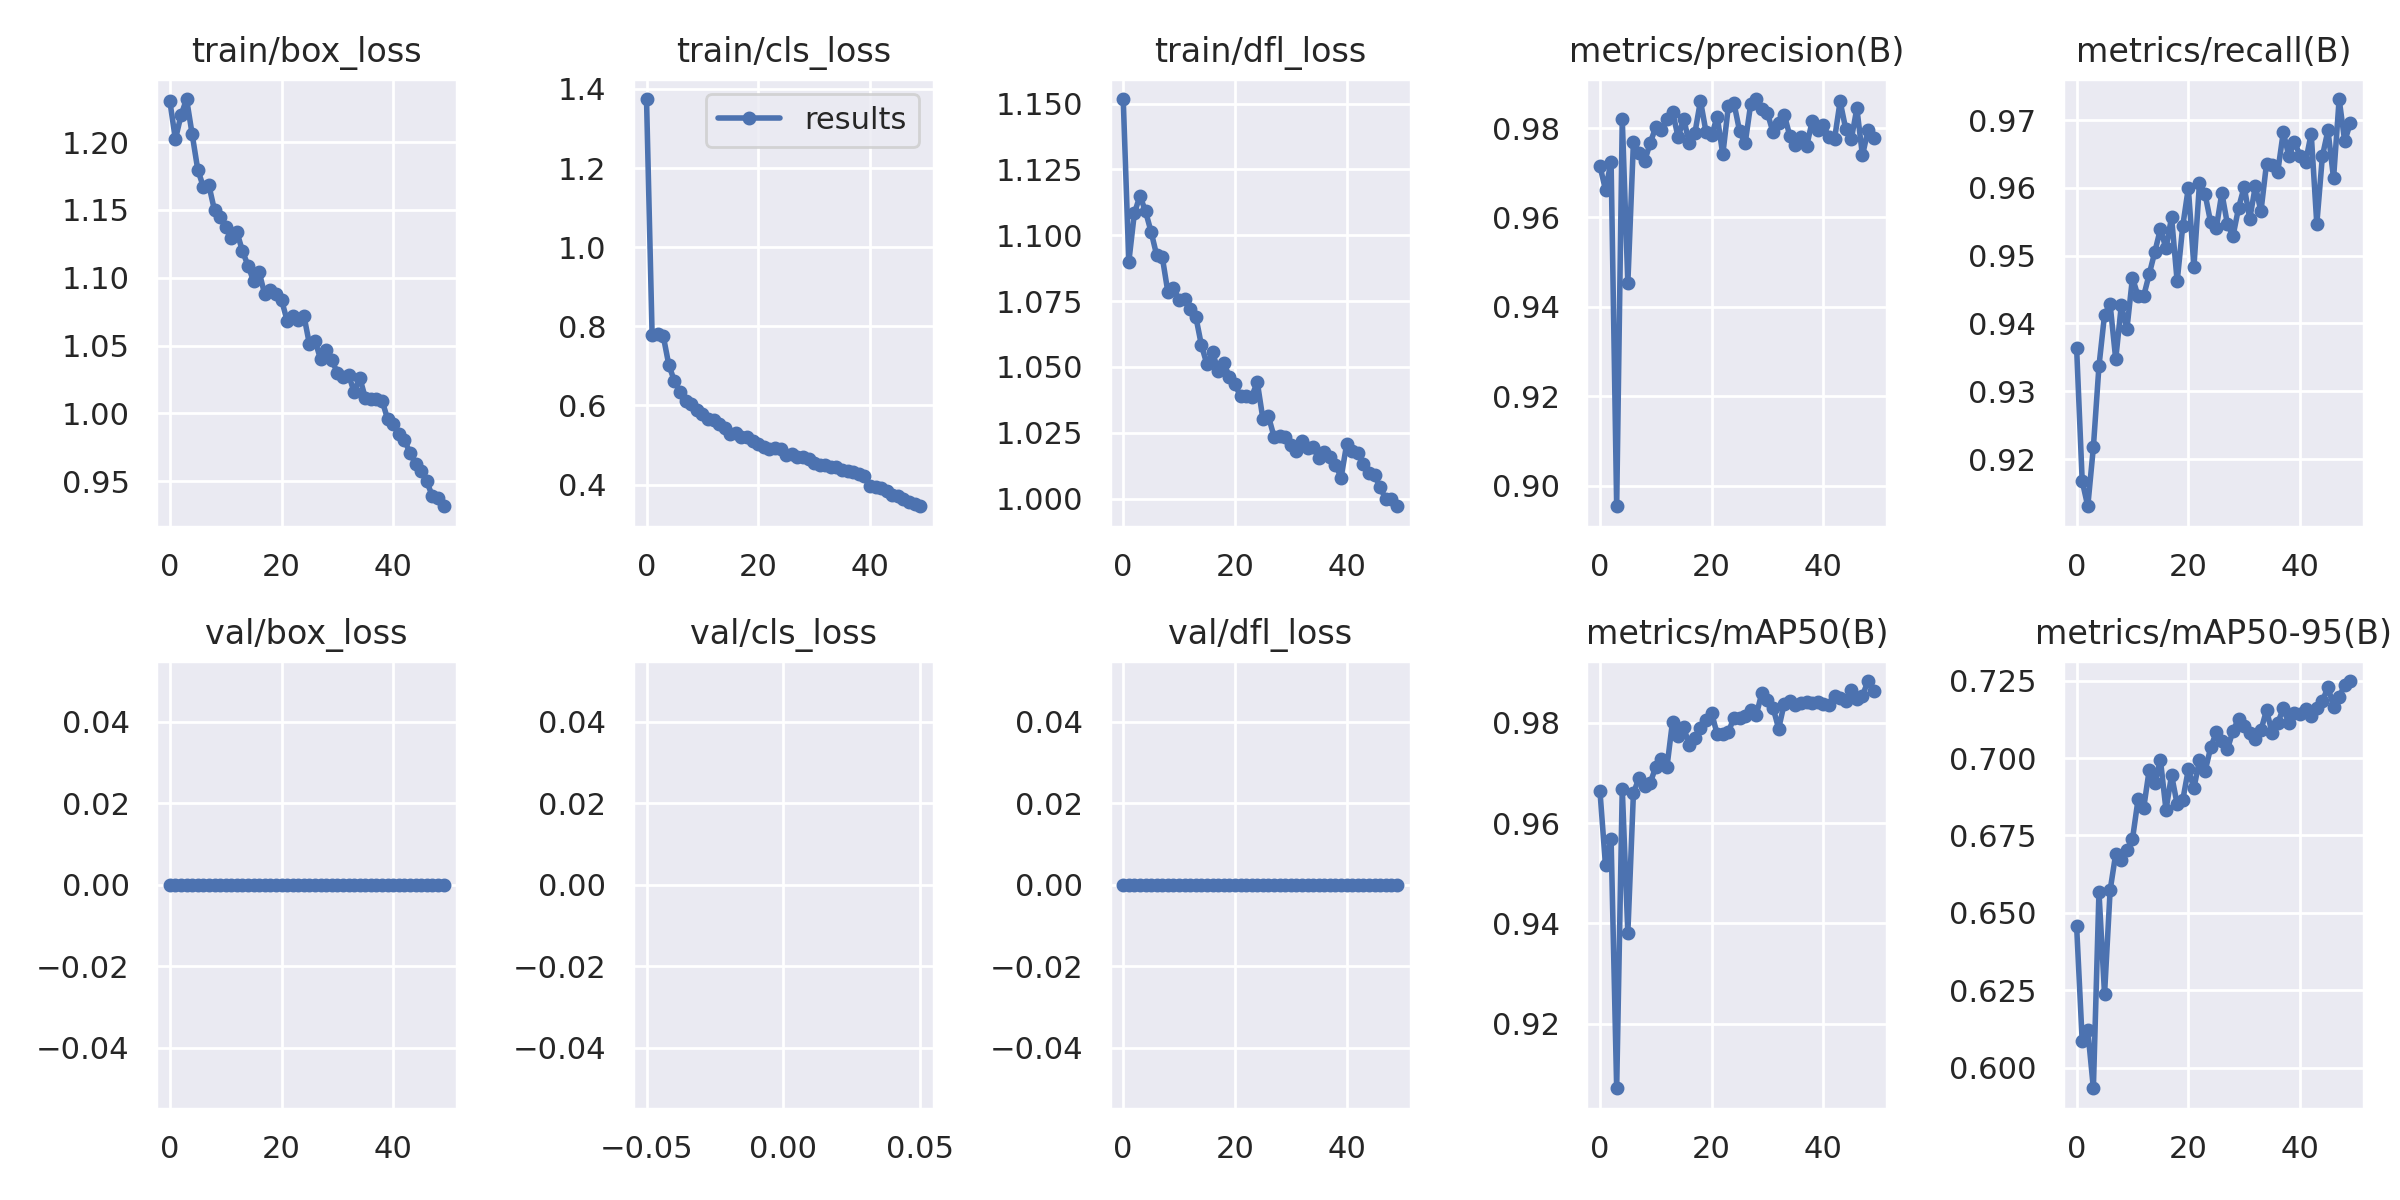 train/box_loss
1.20
1.15
1.10
1.05
1.00
0.95
0 20 40
train/cls_loss
results
1.4
1.2
1.0
0.8
0.6
0.4
0 20 40
train/dfl_loss
1.150
1.125
1.100
1.075
1.050
1.025
1.000
0 20 40
metrics/precision(B)
0.98
0.96
0.94
0.92
0.90
0 20 40
metrics/recall(B)
0.97
0.96
0.95
0.94
0.93
0.92
0 20 40
val/box_loss
0.04
0.02
0.00
−0.02
−0.04
0 20 40
val/cls_loss
0.04
0.02
0.00
−0.02
−0.04
−0.05 0.00 0.05
val/dfl_loss
0.04
0.02
0.00
−0.02
−0.04
0 20 40
metrics/mAP50(B)
0.98
0.96
0.94
0.92
0 20 40
metrics/mAP50-95(B)
0.725
0.700
0.675
0.650
0.625
0.600
0 20 40